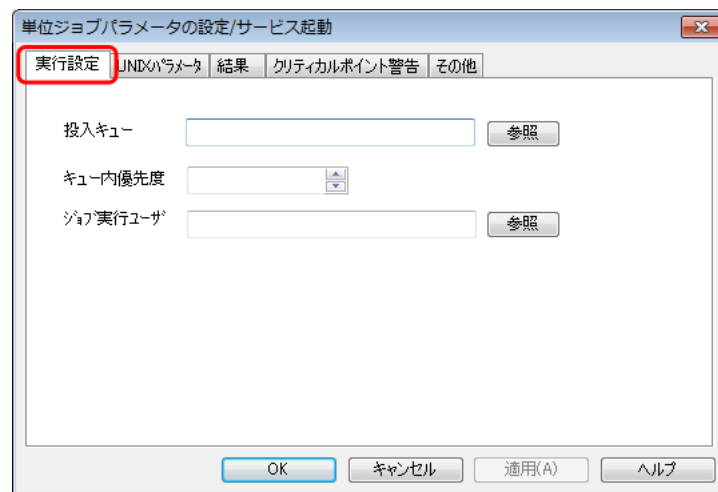 単位ジョブパラメータの設定/サービス起動
実行設定 UNIXパラメータ 結果 クリティカルポイント警告 その他
投入キュー 参照
キュー内優先度
ジョブ実行ユーザ 参照
OK キャンセル 適用(A) ヘルプ